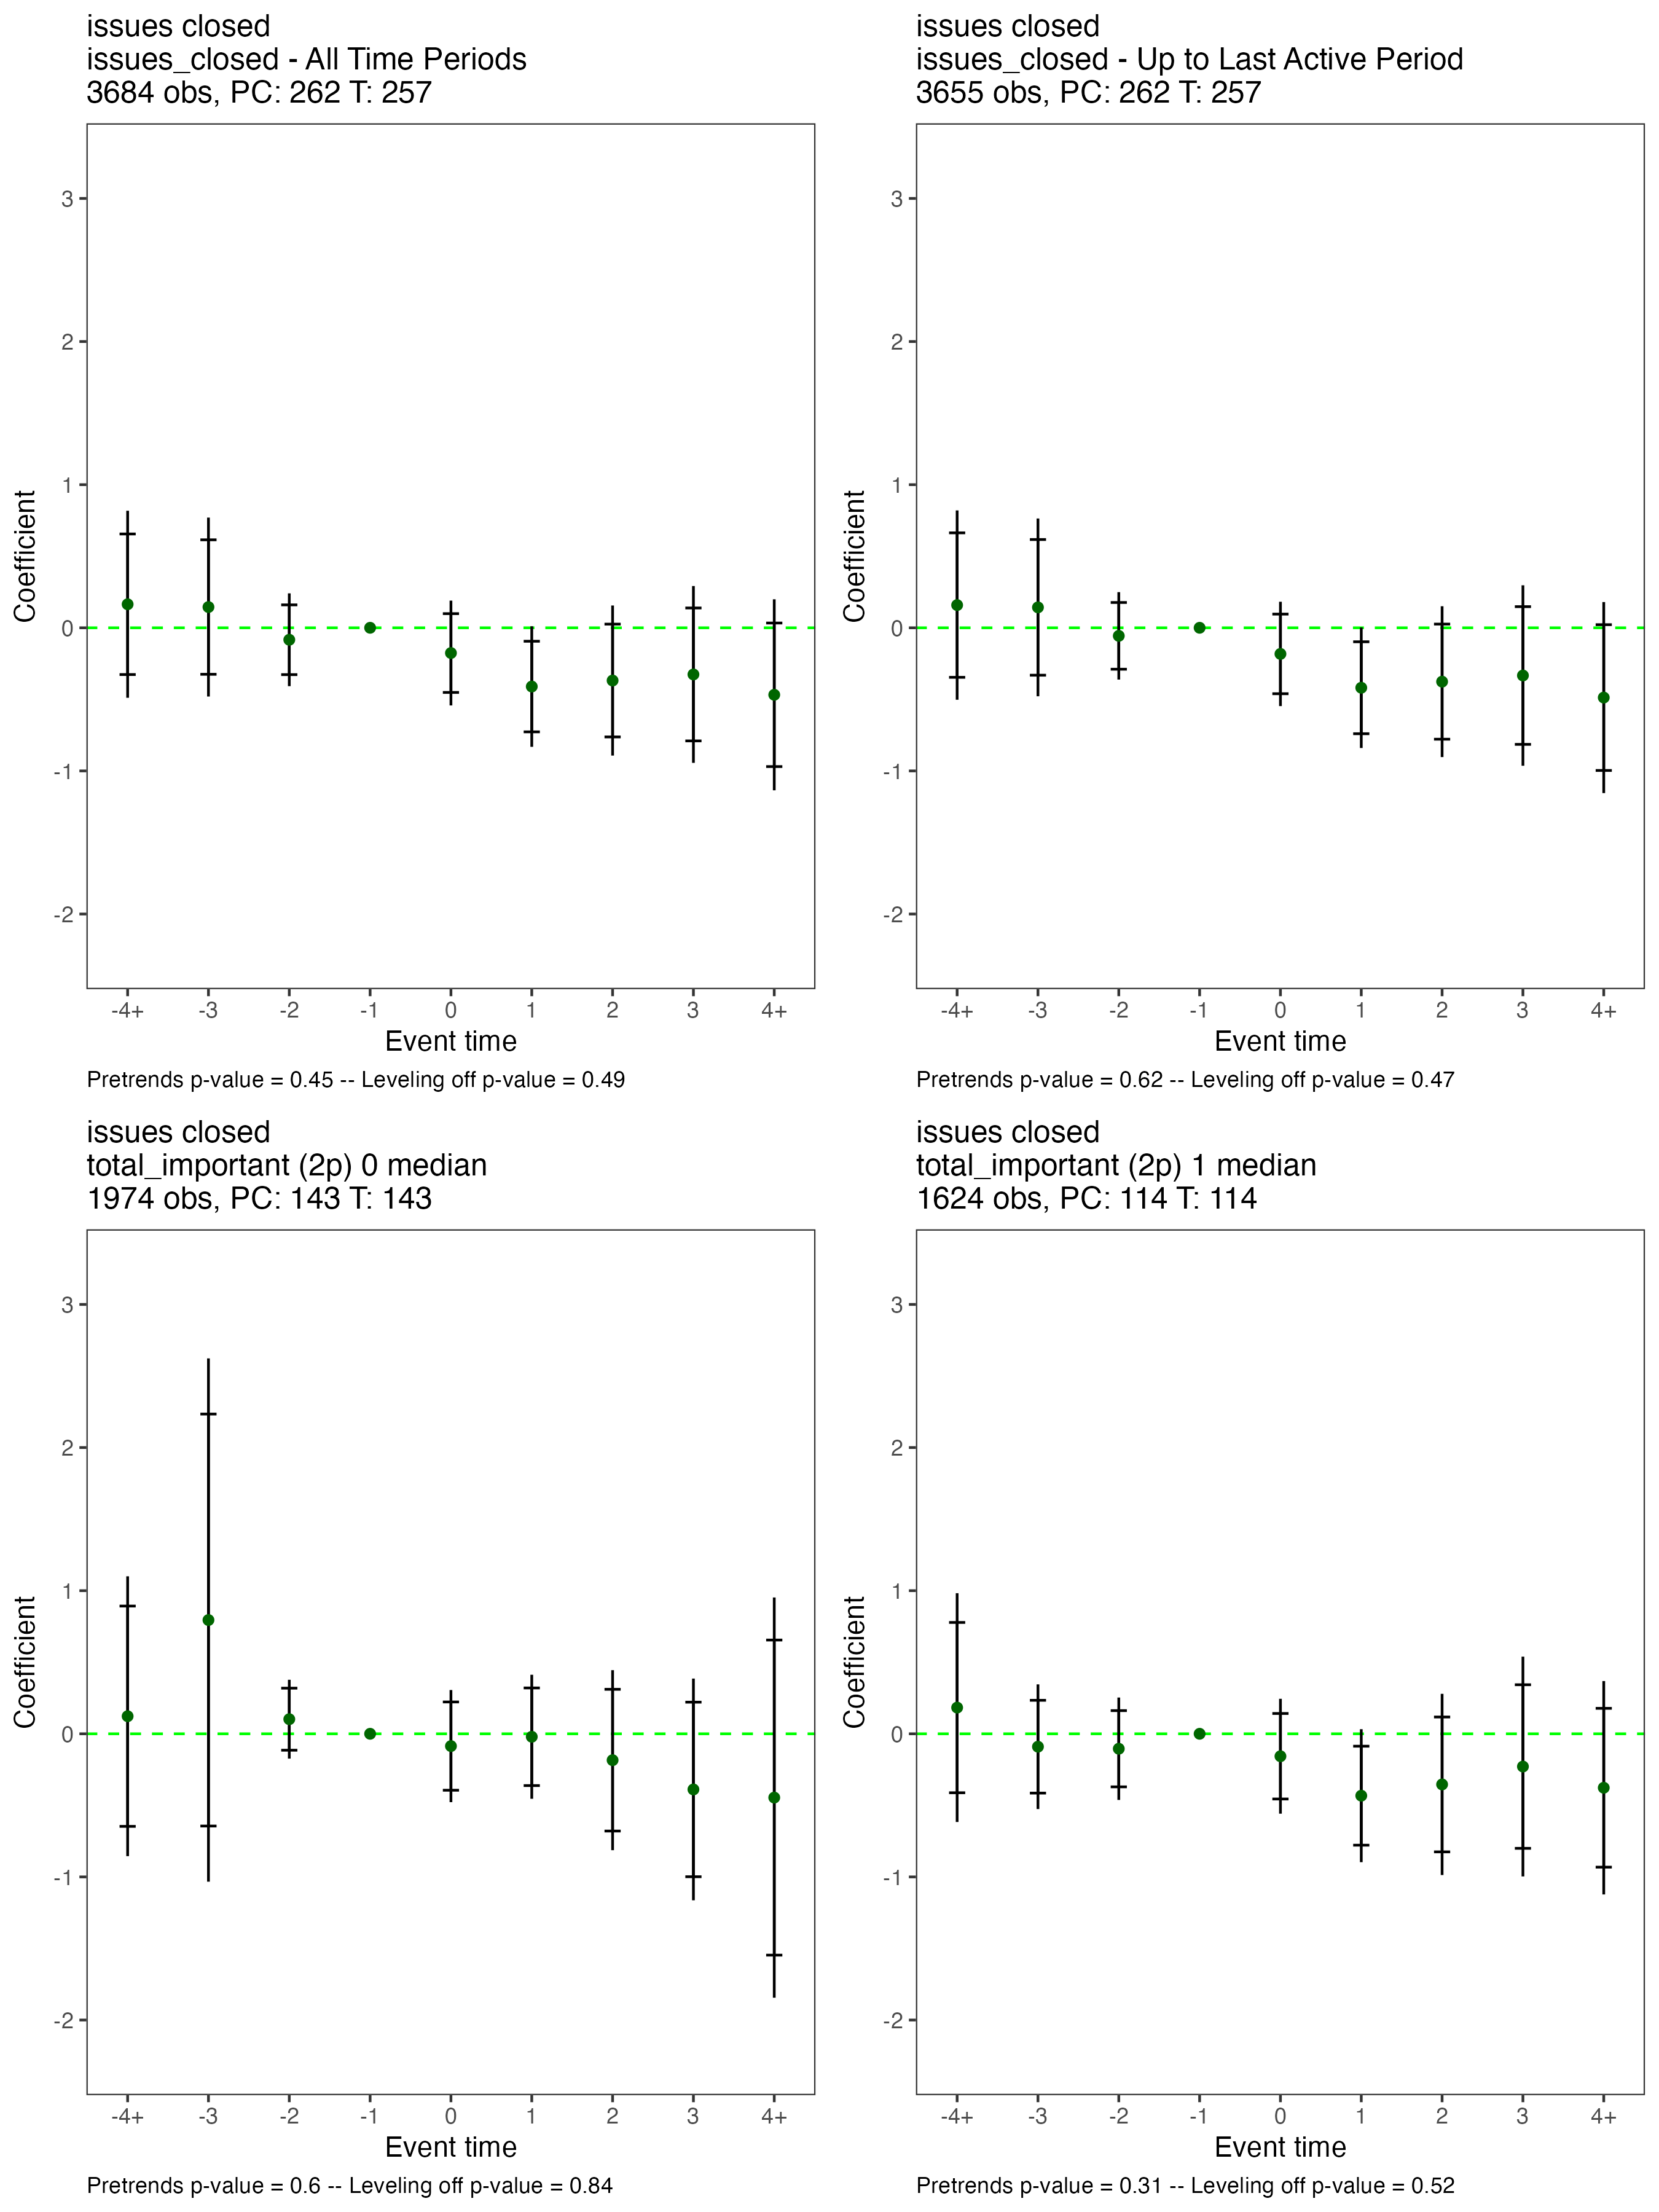 issues closed
issues_closed - All Time Periods
3684 obs, PC: 262 T: 257
3
2
1
0
-1
-2
Coefficient
-4+ -3 -2 -1 0 1 2 3 4+
Event time
Pretrends p-value = 0.45 -- Leveling off p-value = 0.49
issues closed
issues_closed - Up to Last Active Period
3655 obs, PC: 262 T: 257
3
2
1
0
-1
-2
Coefficient
-4+ -3 -2 -1 0 1 2 3 4+
Event time
Pretrends p-value = 0.62 -- Leveling off p-value = 0.47
issues closed
total_important (2p) 0 median
1974 obs, PC: 143 T: 143
3
2
1
0
-1
-2
Coefficient
-4+ -3 -2 -1 0 1 2 3 4+
Event time
Pretrends p-value = 0.6 -- Leveling off p-value = 0.84
issues closed
total_important (2p) 1 median
1624 obs, PC: 114 T: 114
3
2
1
0
-1
-2
Coefficient
-4+ -3 -2 -1 0 1 2 3 4+
Event time
Pretrends p-value = 0.31 -- Leveling off p-value = 0.52